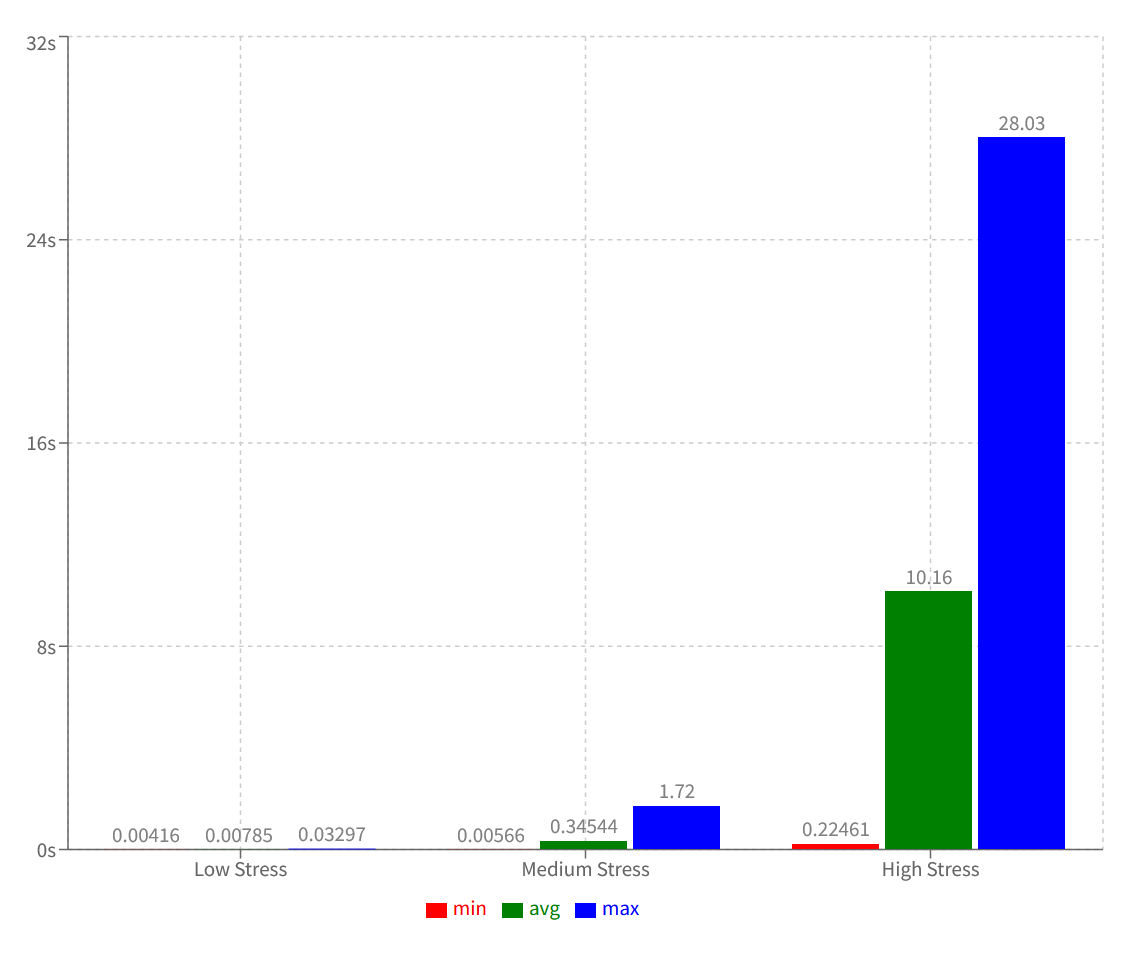 32s
28.03
24s
16s
10.16
8s
1.72
0.00416 0.00785 0.03297 0.00566 0.34544 0.22461
0s
Low Stress Medium Stress High Stress
min avg max